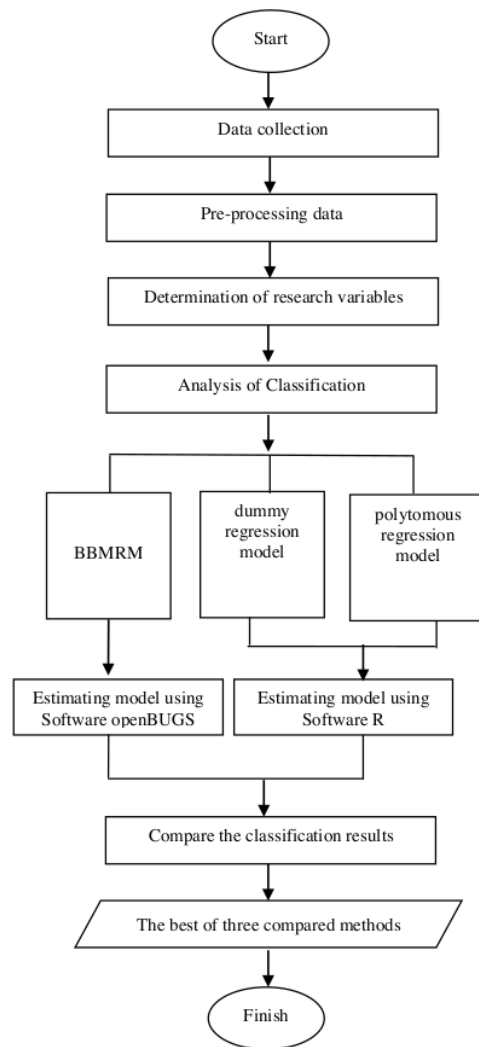 Start
Data collection
Pre-processing data
Determination of research variables
Analysis of Classification
BBMRM
dummy
regression
model
polytomous
regression
model
Estimating model using
Software openBUGS
Estimating model using
Software R
Compare the classification results
The best of three compared methods
Finish